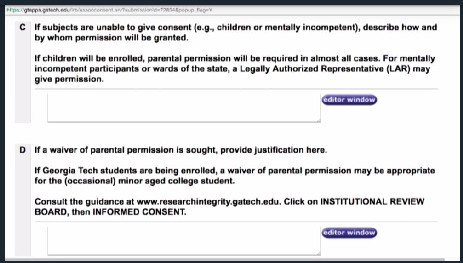 C If subjects are unable to give consent (e.g., children or mentally incompetent), describe how and
by whom permission will be granted.
If children will be enrolled, parental permission will be required in almost all cases. For mentally
incompetent participants or wards of the state, a Legally Authorized Representative (LAR) may
give permission.
editor window
D If a waiver of parental permission is sought, provide justification here.
If Georgia Tech students are being enrolled, a waiver of parental permission may be appropriate
for the (occasional) minor aged college student.
Consult the guidance at www.researchintegrity.gatech.edu. Click on INSTITUTIONAL REVIEW
BOARD, then INFORMED CONSENT.
editor window